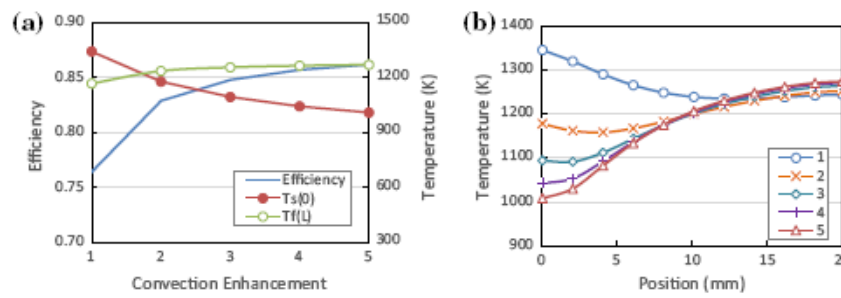 (a)
0.90
0.85
0.80
0.75
0.70
Efficiency
1500
1200
900
600
300
Temperature (K)
Efficiency
Ts(0)
Tf(L)
1 2 3 4 5
Convection Enhancement
(b)
1400
1300
1200
1100
1000
900
Temperature (K)
1
2
3
4
5
0 5 10 15 2
Position (mm)